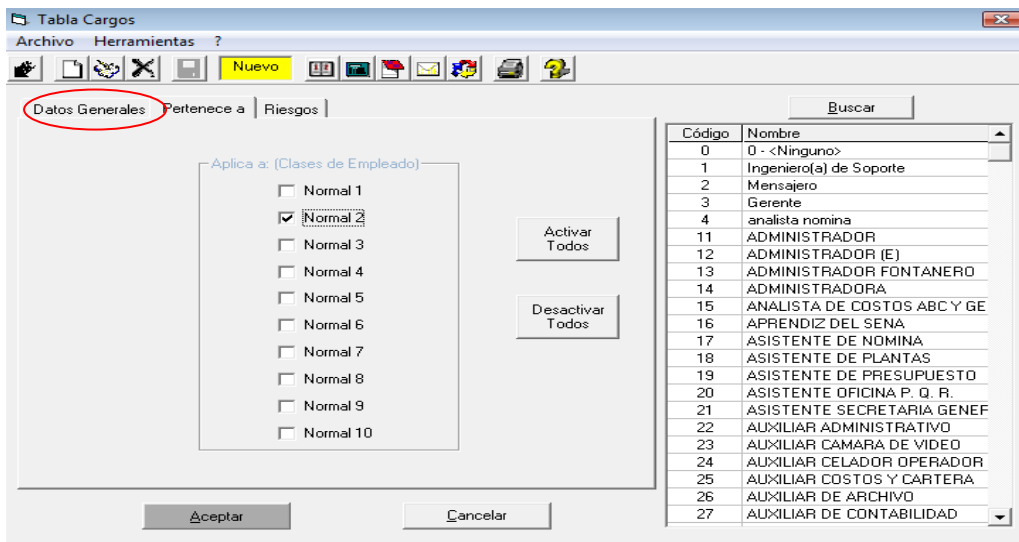 Tabla Cargos
Archivo Herramientas ?
Nuevo
Datos Generales Pertenece a Riesgos
Aplica a: (Clases de Empleado)
Normal 1
Normal 2
Normal 3
Normal 4
Normal 5
Normal 6
Normal 7
Normal 8
Normal 9
Normal 10
Activar
Todos
Desactivar
Todos
Aceptar
Cancelar
Buscar
Código Nombre
0 0 - <Ninguno>
1 Ingeniero(a) de Soporte
2 Mensajero
3 Gerente
4 analista nomina
11 ADMINISTRADOR
12 ADMINISTRADOR (E)
13 ADMINISTRADOR FONTANERO
14 ADMINISTRADORA
15 ANALISTA DE COSTOS ABC Y GE
16 APRENDIZ DEL SENA
17 ASISTENTE DE NOMINA
18 ASISTENTE DE PLANTAS
19 ASISTENTE DE PRESUPUESTO
20 ASISTENTE OFICINA P. Q. R.
21 ASISTENTE SECRETARIA GENER
22 AUXILIAR ADMINISTRATIVO
23 AUXILIAR CAMARA DE VIDEO
24 AUXILIAR CELADOR OPERADOR
25 AUXILIAR COSTOS Y CARTERA
26 AUXILIAR DE ARCHIVO
27 AUXILIAR DE CONTABILIDAD